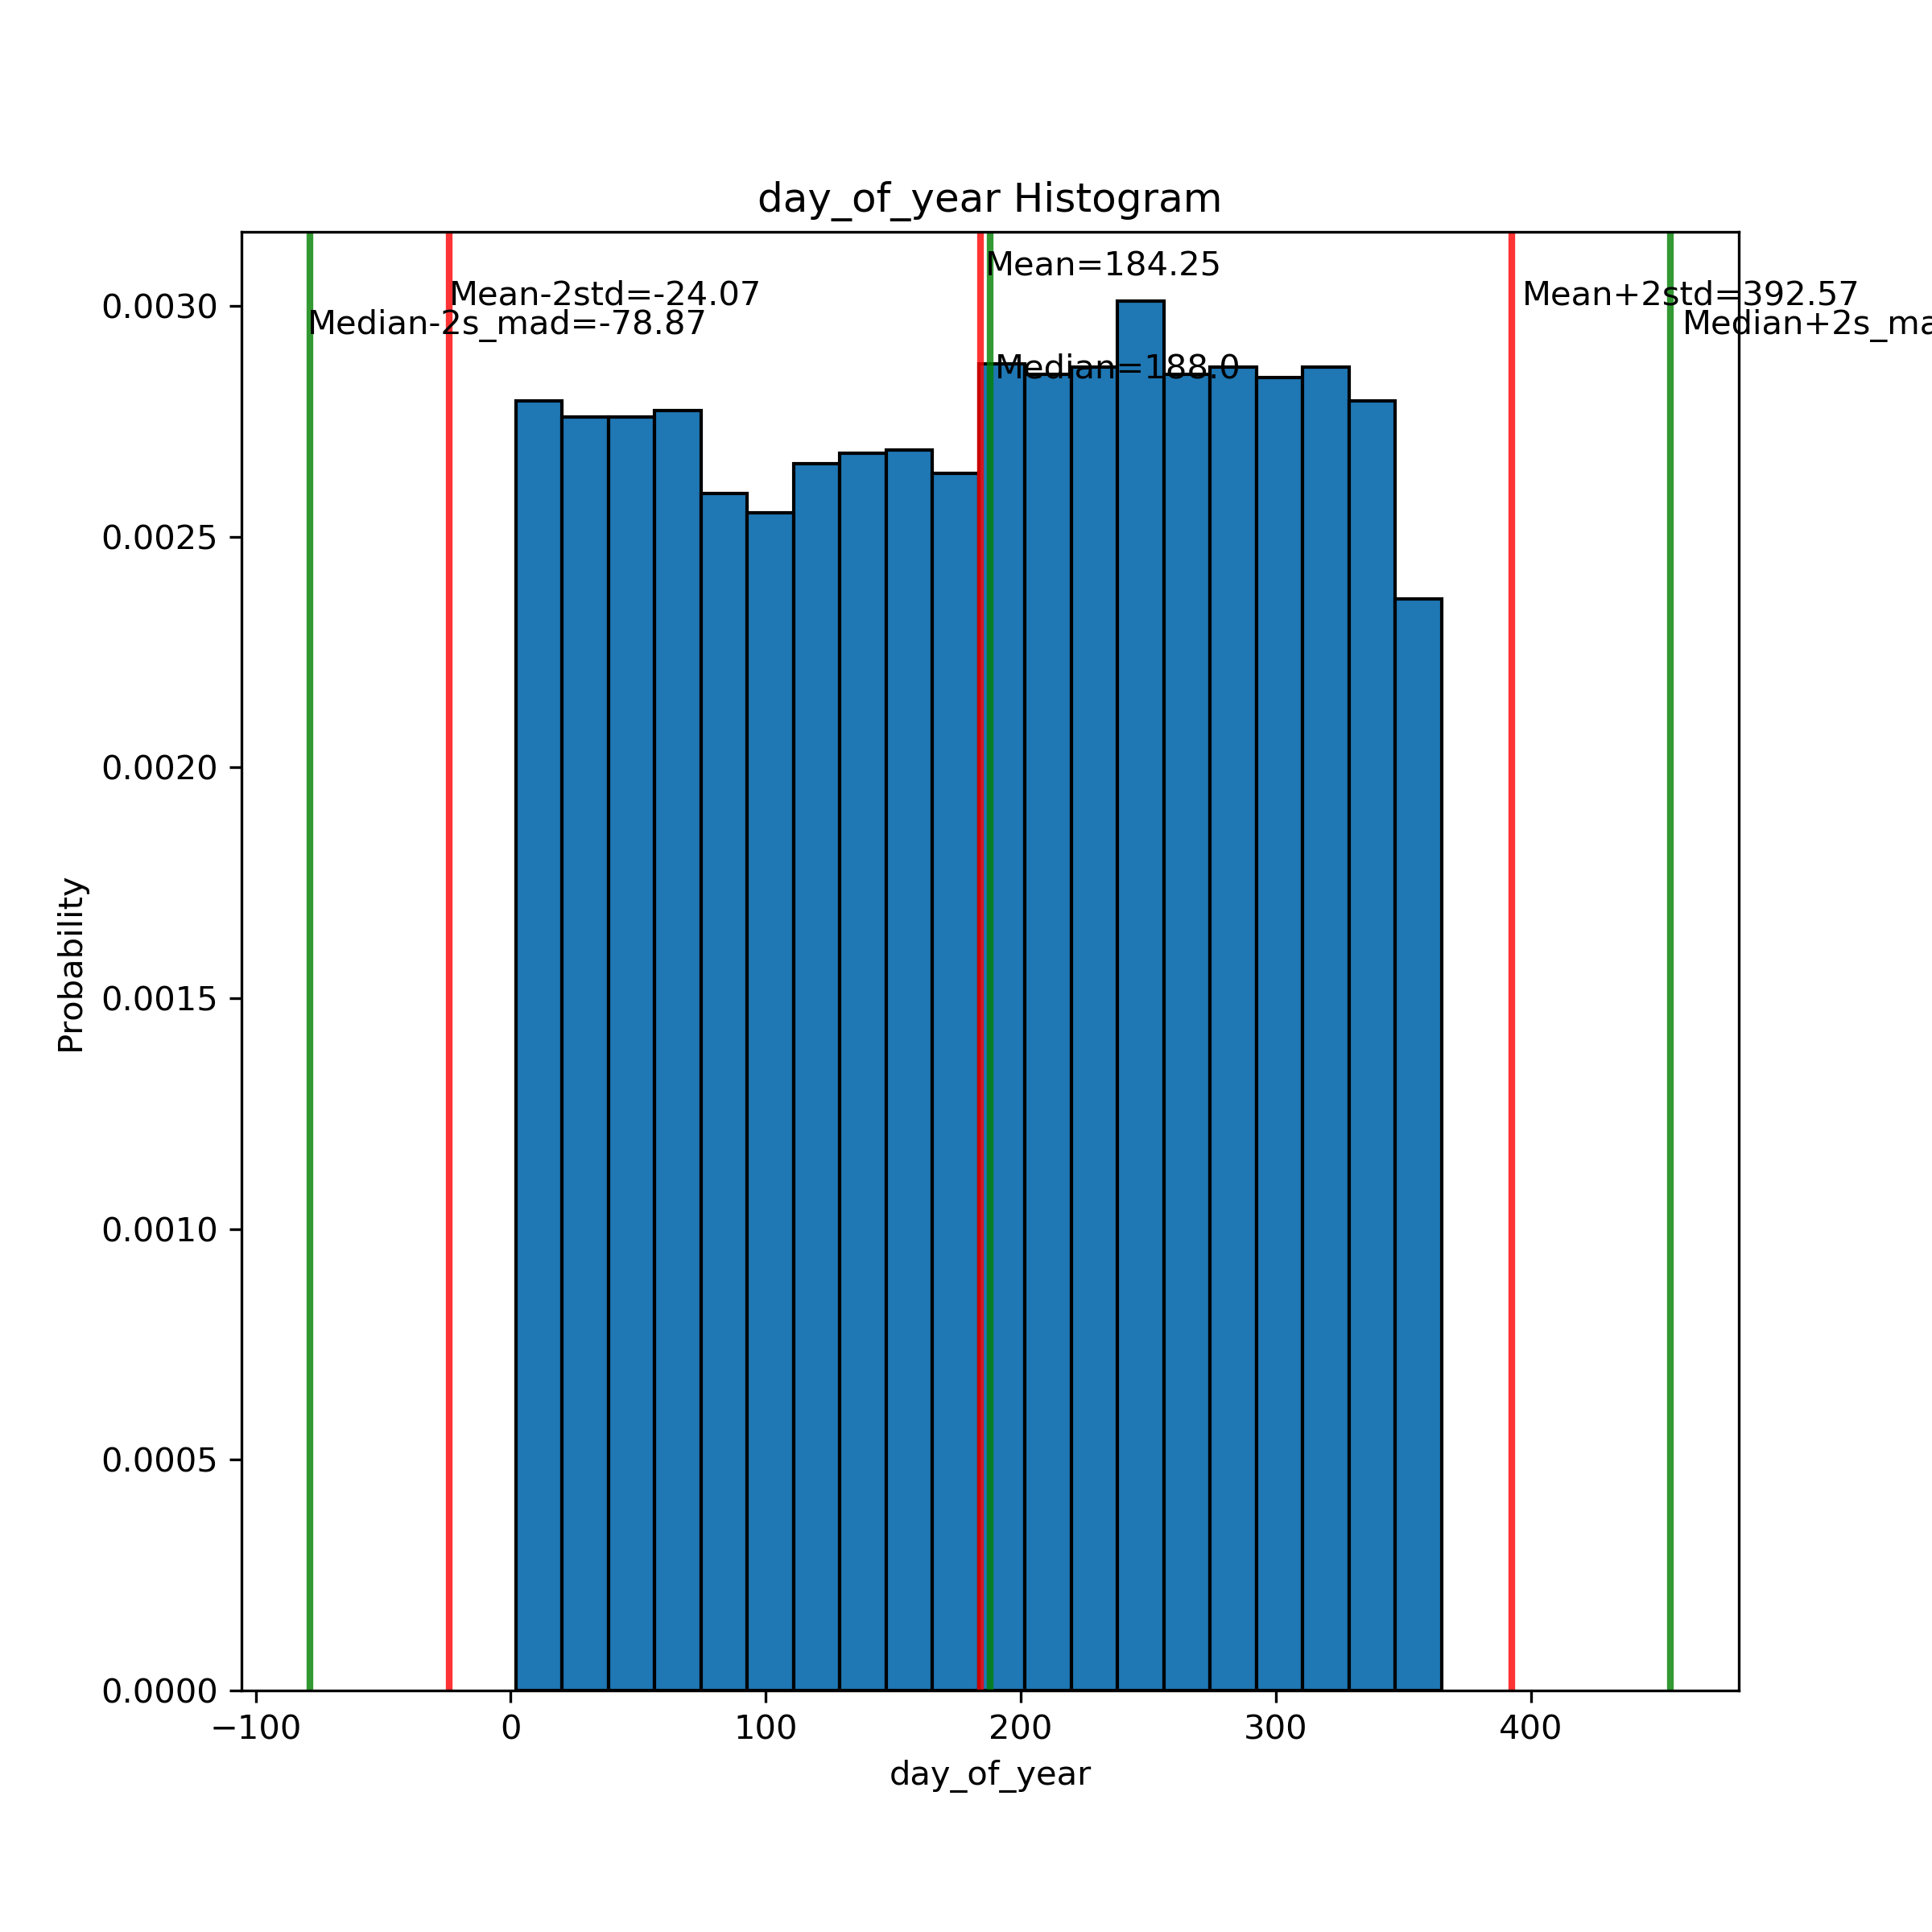 day_of_year Histogram
Mean=184.25
Mean-2std=-24.07
Mean+2std=392.57
Median-2s_mad=-78.87
Median=188.0
0.0030
0.0025
0.0020
0.0015
0.0010
0.0005
0.0000
Probability
−100 0 100 200 300 400
day_of_year